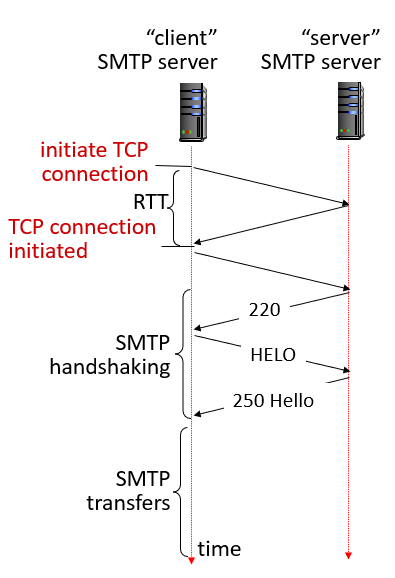 “client”
SMTP server
“server”
SMTP server
initiate TCP
connection
RTT
TCP connection
initiated
220
SMTP
handshaking
HELO
250 Hello
SMTP
transfers
time